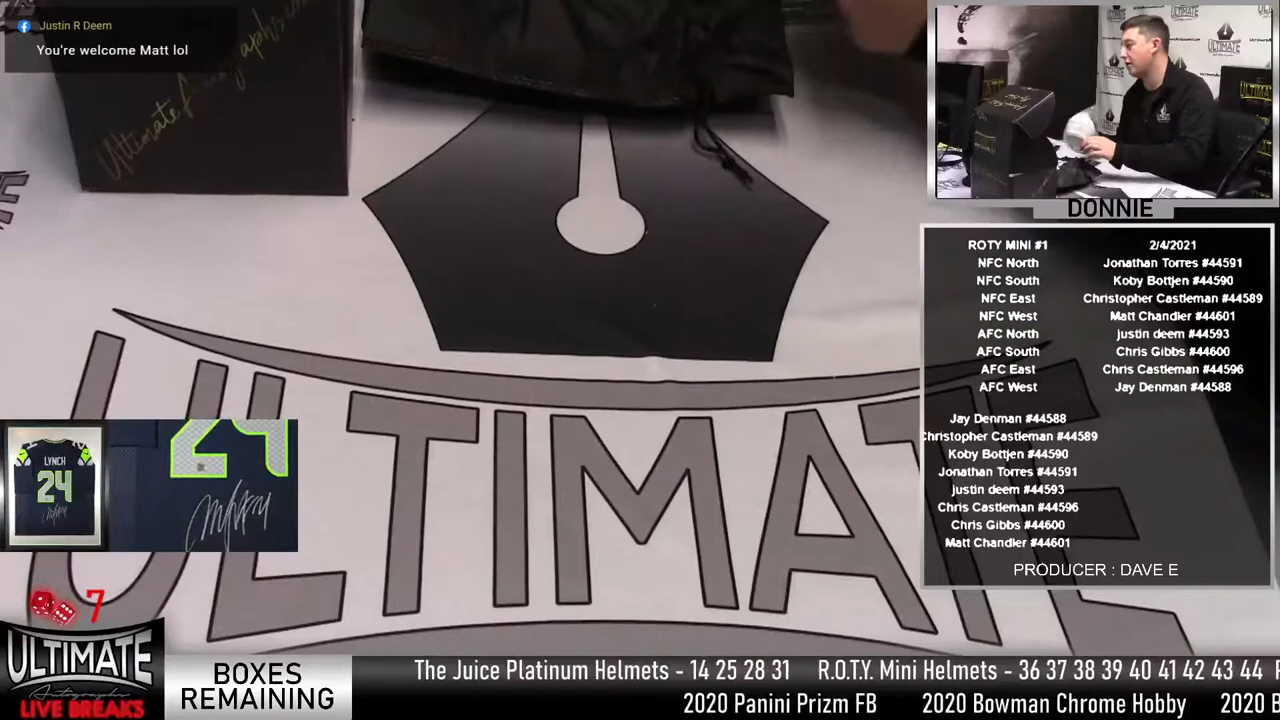 Justin R Deem
You're welcome Matt lol
Ultimate Autographs
ULTIMATE
DONNIE
ROTY MINI #1 2/4/2021
NFC North Jonathan Torres #44591
NFC South Koby Bottjen #44590
NFC East Christopher Castleman #44589
NFC West Matt Chandler #44601
AFC North justin deem #44593
AFC South Chris Gibbs #44600
AFC East Chris Castleman #44596
AFC West Jay Denman #44588
Jay Denman #44588
Christopher Castleman #44589
Koby Bottjen #44590
Jonathan Torres #44591
justin deem #44593
Chris Castleman #44596
Chris Gibbs #44600
Matt Chandler #44601
PRODUCER : DAVE E
LYNCH
24
24
ULTIMATE
7
ULTIMATE
Autographs
LIVE BREAKS
BOXES
REMAINING
The Juice Platinum Helmets - 14 25 28 31 R.O.T.Y. Mini Helmets - 36 37 38 39 40 41 42 43 44
2020 Panini Prizm FB 2020 Bowman Chrome Hobby 2020 B